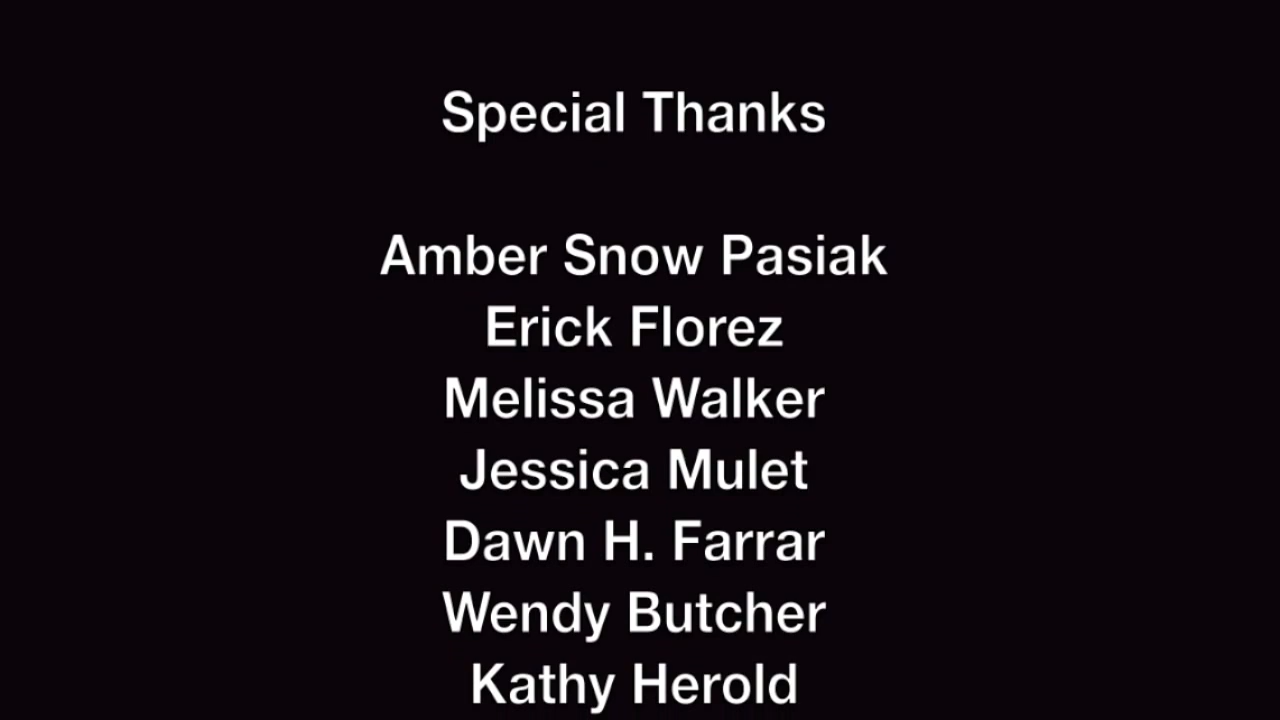 Special Thanks
Amber Snow Pasiak
Erick Florez
Melissa Walker
Jessica Mulet
Dawn H. Farrar
Wendy Butcher
Kathy Herold